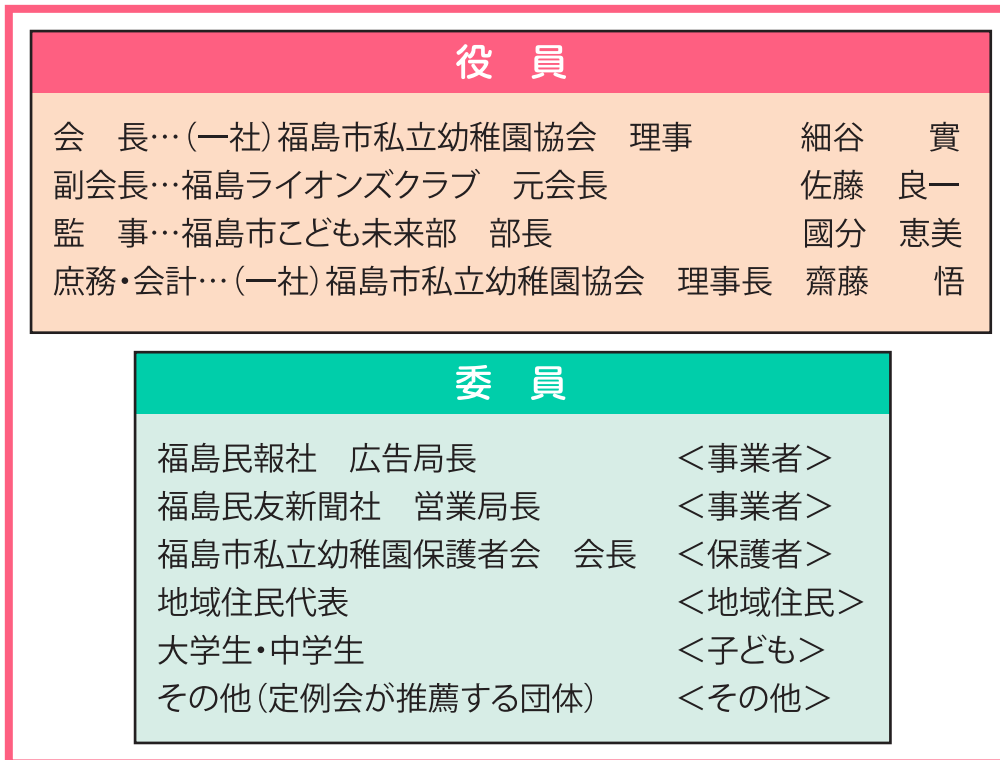 役　員
会　長…（一社）福島市私立幼稚園協会　理事　細谷　實
副会長…福島ライオンズクラブ　元会長　佐藤　良一
監　事…福島市こども未来部　部長　國分　恵美
庶務・会計…（一社）福島市私立幼稚園協会　理事長　齋藤　悟
委　員
福島民報社　広告局長　＜事業者＞
福島民友新聞社　営業局長　＜事業者＞
福島市私立幼稚園保護者会　会長　＜保護者＞
地域住民代表　＜地域住民＞
大学生・中学生　＜子ども＞
その他（定例会が推薦する団体）　＜その他＞